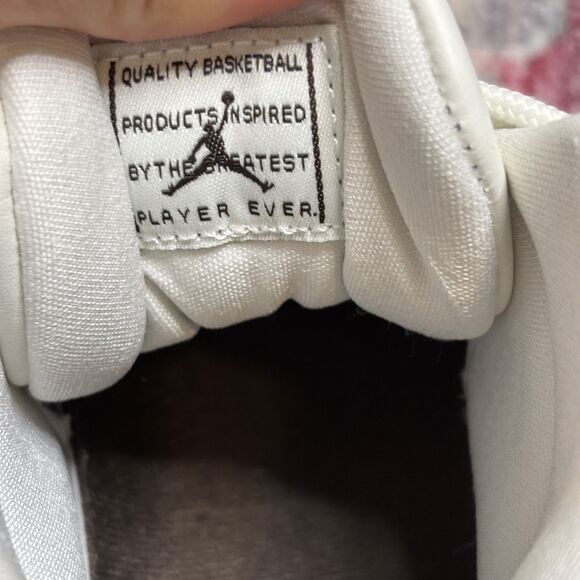 QUALITY BASKETBALL
PRODUCTS INSPIRED
BY THE GREATEST
PLAYER EVER.